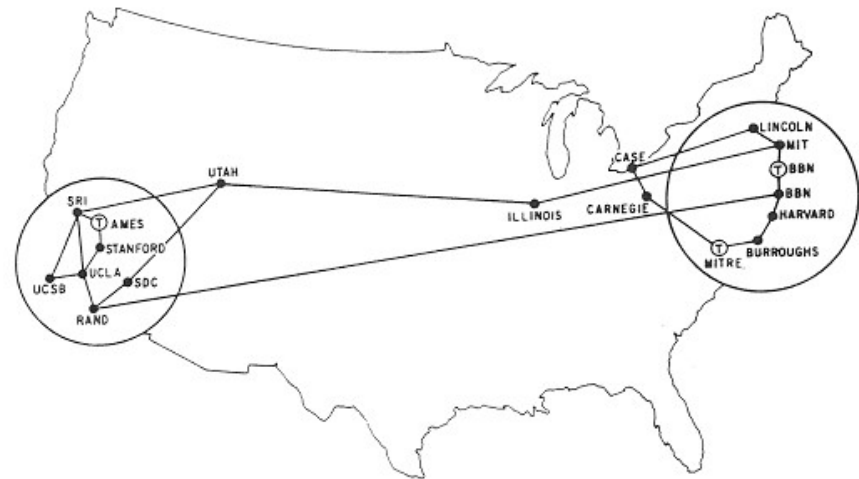 LINCOLN
MIT
CASE
T BBN
UTAH
BBN
SRI
ILLINOIS
CARNEGIE
HARVARD
T AMES
STANFORD
BURROUGHS
T
MITRE
UCLA
SDC
UCSB
RAND